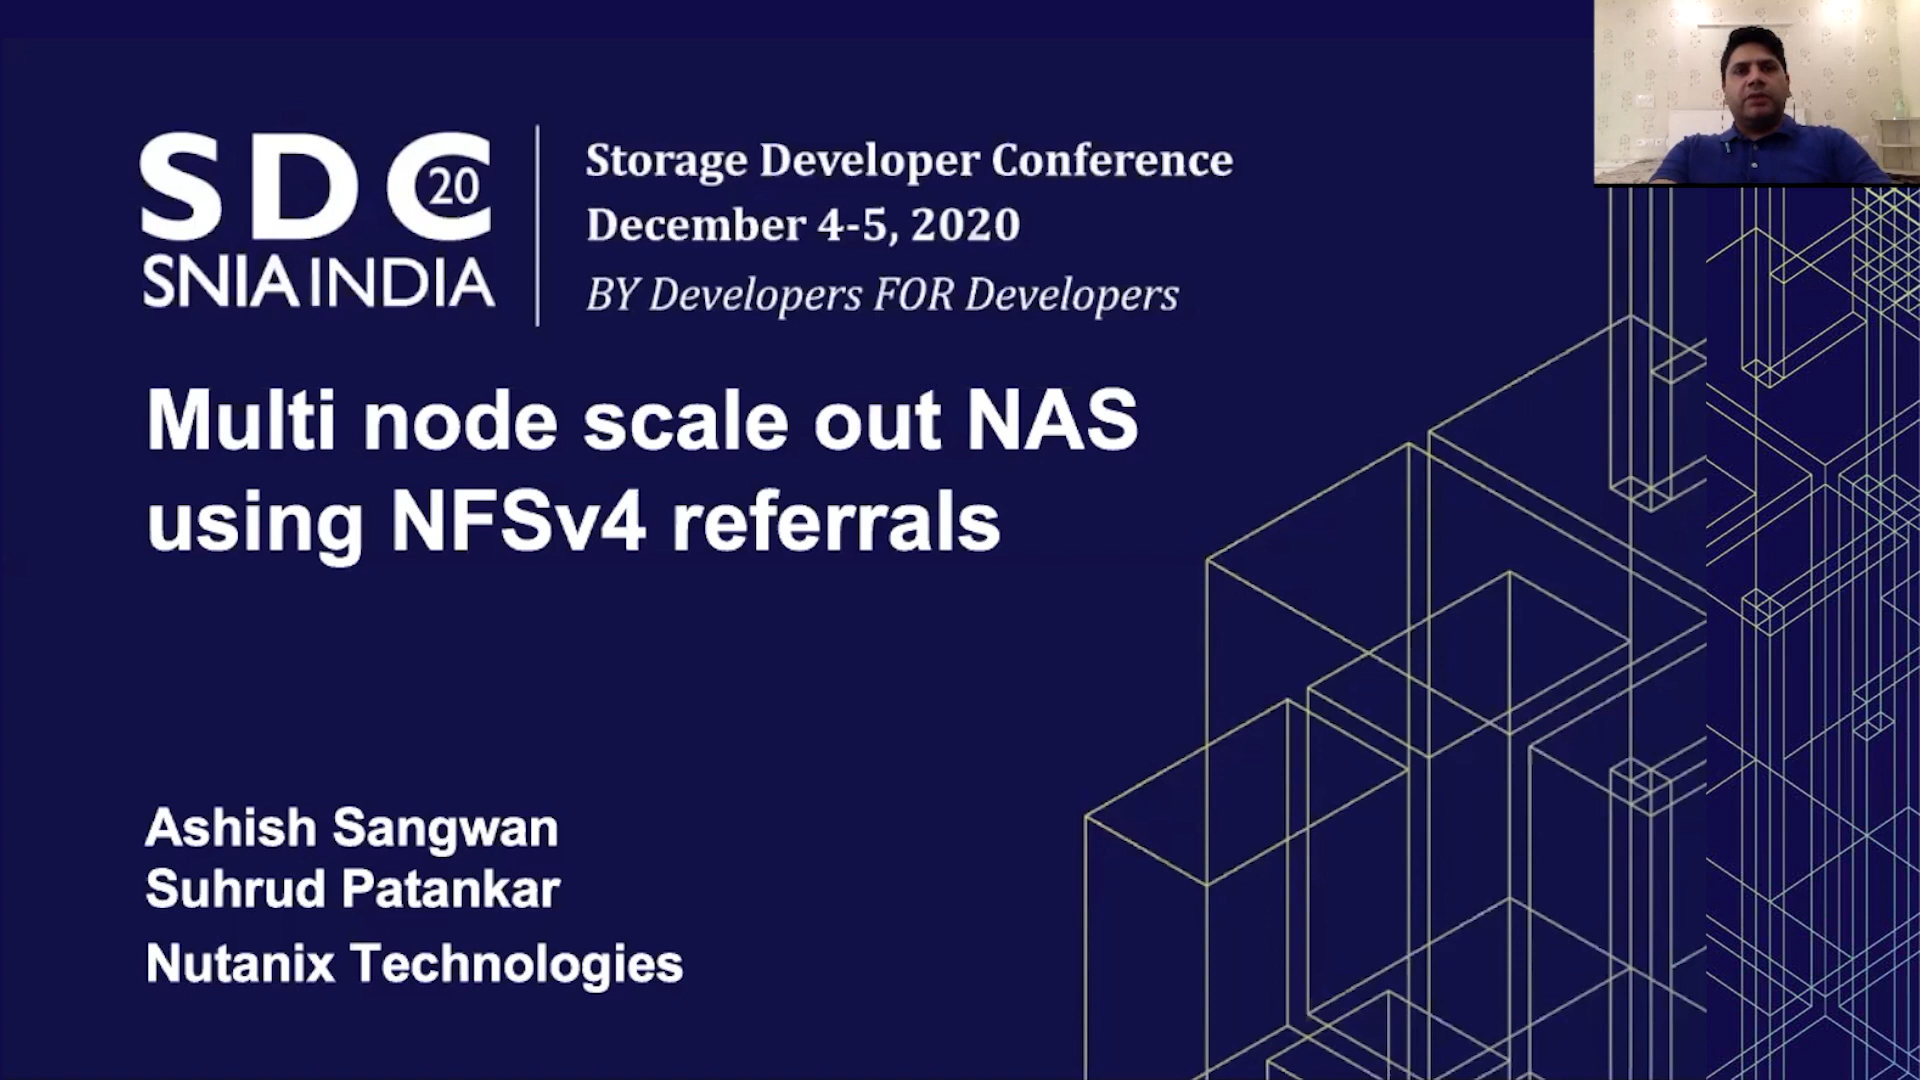 SDC
20
SNIA INDIA
Storage Developer Conference
December 4-5, 2020
BY Developers FOR Developers
Multi node scale out NAS
using NFSv4 referrals
Ashish Sangwan
Suhrud Patankar
Nutanix Technologies